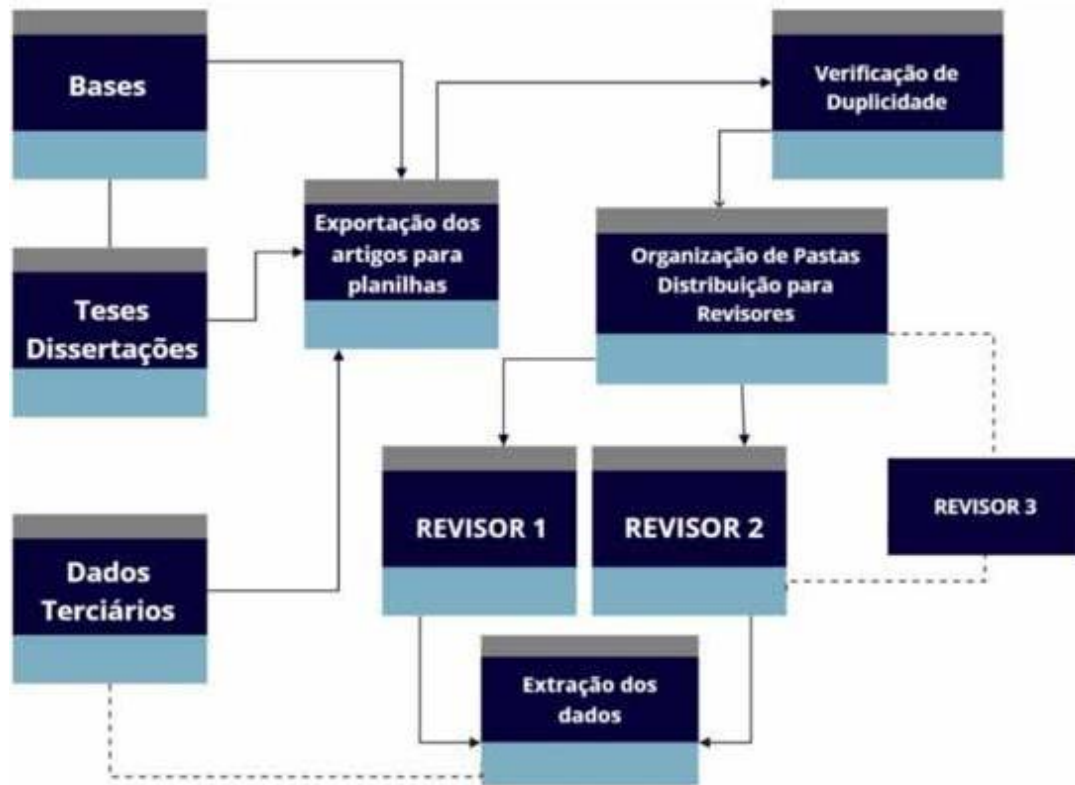 Bases
Verificação de
Duplicidade
Exportação dos
artigos para
planilhas
Organização de Pastas
Distribuição para
Revisores
Teses
Dissertações
REVISOR 1
REVISOR 2
REVISOR 3
Dados
Terciários
Extração dos
dados